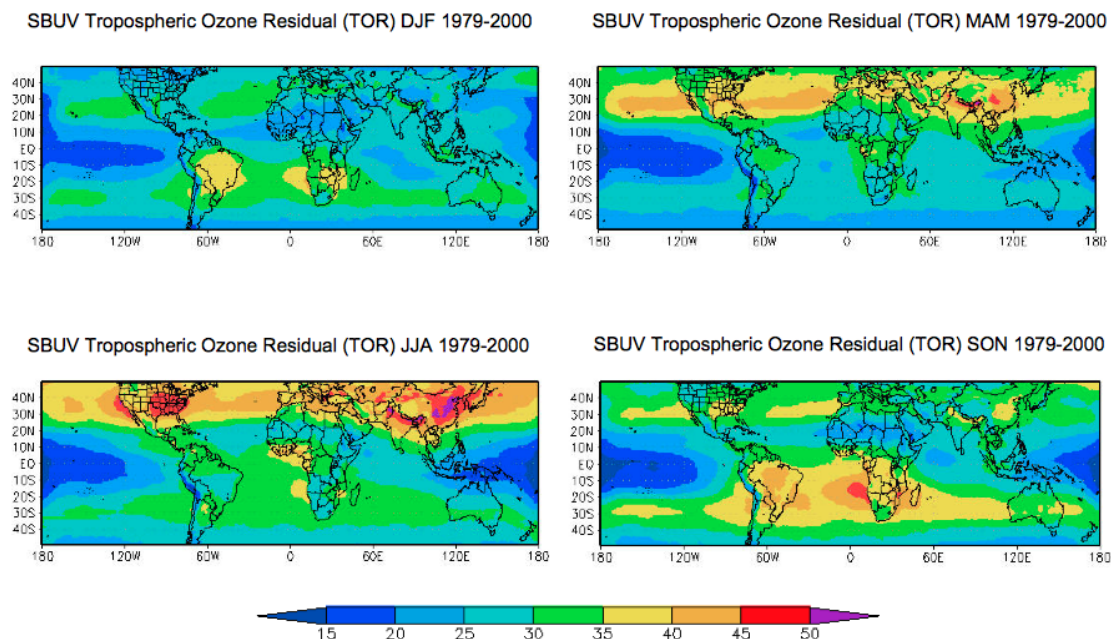 SBUV Tropospheric Ozone Residual (TOR) DJF 1979-2000
40N
30N
20N
10N
EQ
10S
20S
30S
40S
180 120W 60W 0 60E 120E 180
SBUV Tropospheric Ozone Residual (TOR) MAM 1979-2000
40N
30N
20N
10N
EQ
10S
20S
30S
40S
180 120W 60W 0 60E 120E 180
SBUV Tropospheric Ozone Residual (TOR) JJA 1979-2000
40N
30N
20N
10N
EQ
10S
20S
30S
40S
180 120W 60W 0 60E 120E 180
SBUV Tropospheric Ozone Residual (TOR) SON 1979-2000
40N
30N
20N
10N
EQ
10S
20S
30S
40S
180 120W 60W 0 60E 120E 180
15 20 25 30 35 40 45 50